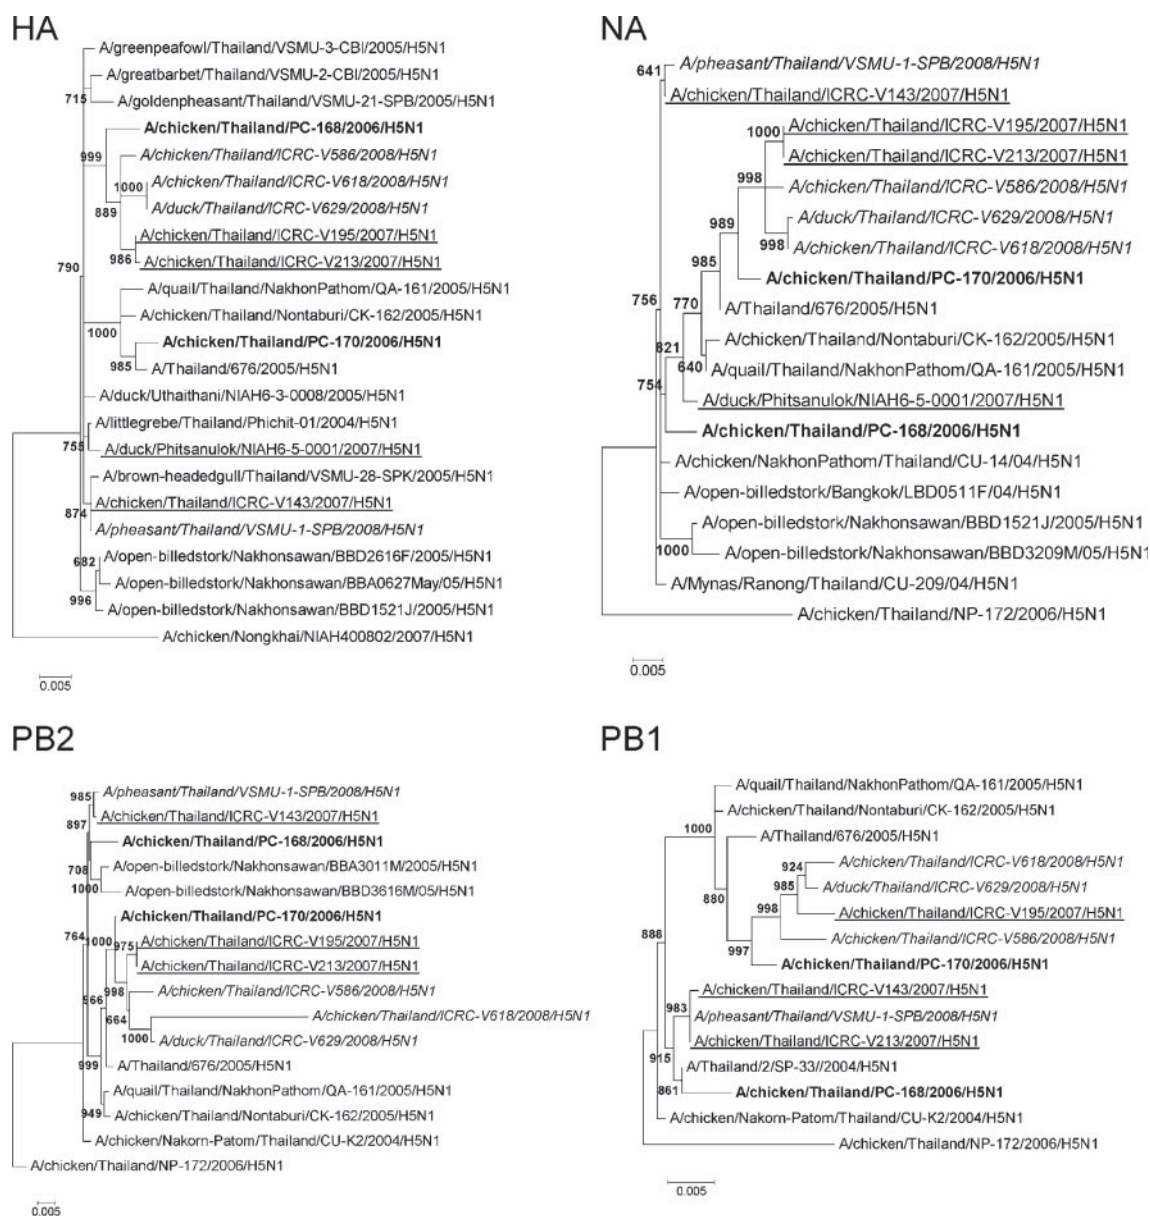 HA
A/greenpeafowl/Thailand/VSMU-3-CBI/2005/H5N1
A/greatbarbet/Thailand/VSMU-2-CBI/2005/H5N1
715
A/goldenpheasant/Thailand/VSMU-21-SPB/2005/H5N1
A/chicken/Thailand/PC-168/2006/H5N1
999
A/chicken/Thailand/ICRC-V586/2008/H5N1
1000
A/chicken/Thailand/ICRC-V618/2008/H5N1
889
A/duck/Thailand/ICRC-V629/2008/H5N1
A/chicken/Thailand/ICRC-V195/2007/H5N1
986
A/chicken/Thailand/ICRC-V213/2007/H5N1
790
A/quail/Thailand/NakhonPathom/QA-161/2005/H5N1
A/chicken/Thailand/Nontaburi/CK-162/2005/H5N1
1000
A/chicken/Thailand/PC-170/2006/H5N1
985
A/Thailand/676/2005/H5N1
A/duck/Uthaithani/NIAH6-3-0008/2005/H5N1
A/littlegrebe/Thailand/Phichit-01/2004/H5N1
755
A/duck/Phitsanulok/NIAH6-5-0001/2007/H5N1
A/brown-headedgull/Thailand/VSMU-28-SPK/2005/H5N1
A/chicken/Thailand/ICRC-V143/2007/H5N1
874
A/pheasant/Thailand/VSMU-1-SPB/2008/H5N1
682
A/open-billedstork/Nakhonsawan/BBD2616F/2005/H5N1
A/open-billedstork/Nakhonsawan/BBA0627May/05/H5N1
996
A/open-billedstork/Nakhonsawan/BBD1521J/2005/H5N1
A/chicken/Nongkhai/NIAH400802/2007/H5N1
0.005
NA
641
A/pheasant/Thailand/VSMU-1-SPB/2008/H5N1
A/chicken/Thailand/ICRC-V143/2007/H5N1
1000
A/chicken/Thailand/ICRC-V195/2007/H5N1
A/chicken/Thailand/ICRC-V213/2007/H5N1
998
A/chicken/Thailand/ICRC-V586/2008/H5N1
989
A/duck/Thailand/ICRC-V629/2008/H5N1
998
A/chicken/Thailand/ICRC-V618/2008/H5N1
985
A/chicken/Thailand/PC-170/2006/H5N1
756
770
A/Thailand/676/2005/H5N1
821
A/chicken/Thailand/Nontaburi/CK-162/2005/H5N1
640
A/quail/Thailand/NakhonPathom/QA-161/2005/H5N1
754
A/duck/Phitsanulok/NIAH6-5-0001/2007/H5N1
A/chicken/Thailand/PC-168/2006/H5N1
A/chicken/NakhonPathom/Thailand/CU-14/04/H5N1
A/open-billedstork/Bangkok/LBD0511F/04/H5N1
A/open-billedstork/Nakhonsawan/BBD1521J/2005/H5N1
1000
A/open-billedstork/Nakhonsawan/BBD3209M/05/H5N1
A/Mynas/Ranong/Thailand/CU-209/04/H5N1
A/chicken/Thailand/NP-172/2006/H5N1
0.005
PB2
985
A/pheasant/Thailand/VSMU-1-SPB/2008/H5N1
A/chicken/Thailand/ICRC-V143/2007/H5N1
897
A/chicken/Thailand/PC-168/2006/H5N1
708
A/open-billedstork/Nakhonsawan/BBA3011M/2005/H5N1
1000
A/open-billedstork/Nakhonsawan/BBD3616M/05/H5N1
A/chicken/Thailand/PC-170/2006/H5N1
764
1000
975
A/chicken/Thailand/ICRC-V195/2007/H5N1
A/chicken/Thailand/ICRC-V213/2007/H5N1
966
998
A/chicken/Thailand/ICRC-V586/2008/H5N1
664
A/chicken/Thailand/ICRC-V618/2008/H5N1
1000
A/duck/Thailand/ICRC-V629/2008/H5N1
999
A/Thailand/676/2005/H5N1
A/quail/Thailand/NakhonPathom/QA-161/2005/H5N1
949
A/chicken/Thailand/Nontaburi/CK-162/2005/H5N1
A/chicken/Nakorn-Patom/Thailand/CU-K2/2004/H5N1
A/chicken/Thailand/NP-172/2006/H5N1
0.005
PB1
A/quail/Thailand/NakhonPathom/QA-161/2005/H5N1
A/chicken/Thailand/Nontaburi/CK-162/2005/H5N1
1000
A/Thailand/676/2005/H5N1
924
A/chicken/Thailand/ICRC-V618/2008/H5N1
985
A/duck/Thailand/ICRC-V629/2008/H5N1
880
998
A/chicken/Thailand/ICRC-V195/2007/H5N1
888
A/chicken/Thailand/ICRC-V586/2008/H5N1
997
A/chicken/Thailand/PC-170/2006/H5N1
983
A/chicken/Thailand/ICRC-V143/2007/H5N1
A/pheasant/Thailand/VSMU-1-SPB/2008/H5N1
A/chicken/Thailand/ICRC-V213/2007/H5N1
915
A/Thailand/2/SP-33//2004/H5N1
861
A/chicken/Thailand/PC-168/2006/H5N1
A/chicken/Nakorn-Patom/Thailand/CU-K2/2004/H5N1
A/chicken/Thailand/NP-172/2006/H5N1
0.005